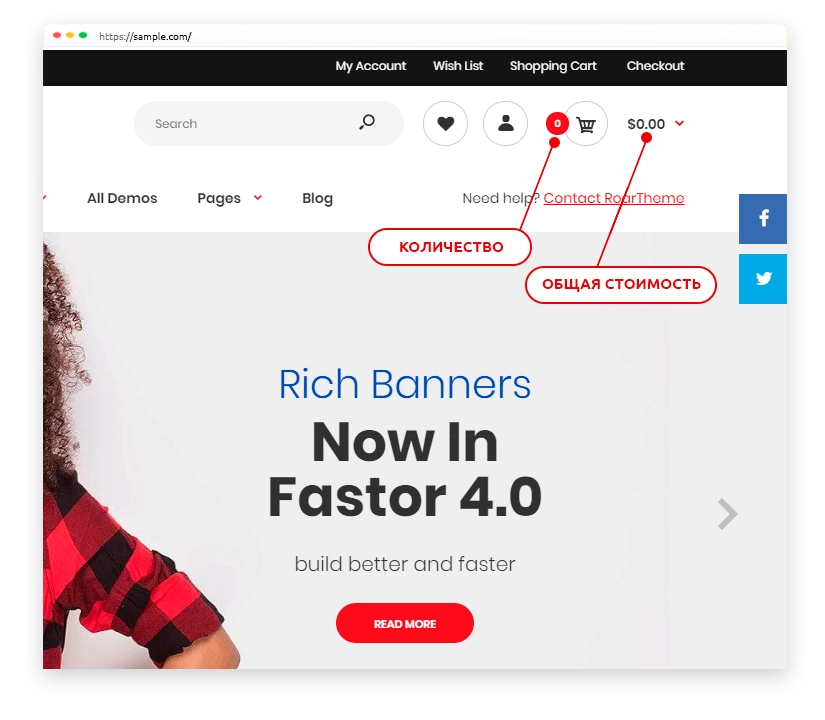 https://sample.com/
My Account Wish List Shopping Cart Checkout
Search 0 $0.00
All Demos Pages Blog Need help? Contact RoarTheme
КОЛИЧЕСТВО
ОБЩАЯ СТОИМОСТЬ
Rich Banners
Now In
Fastor 4.0
build better and faster
READ MORE